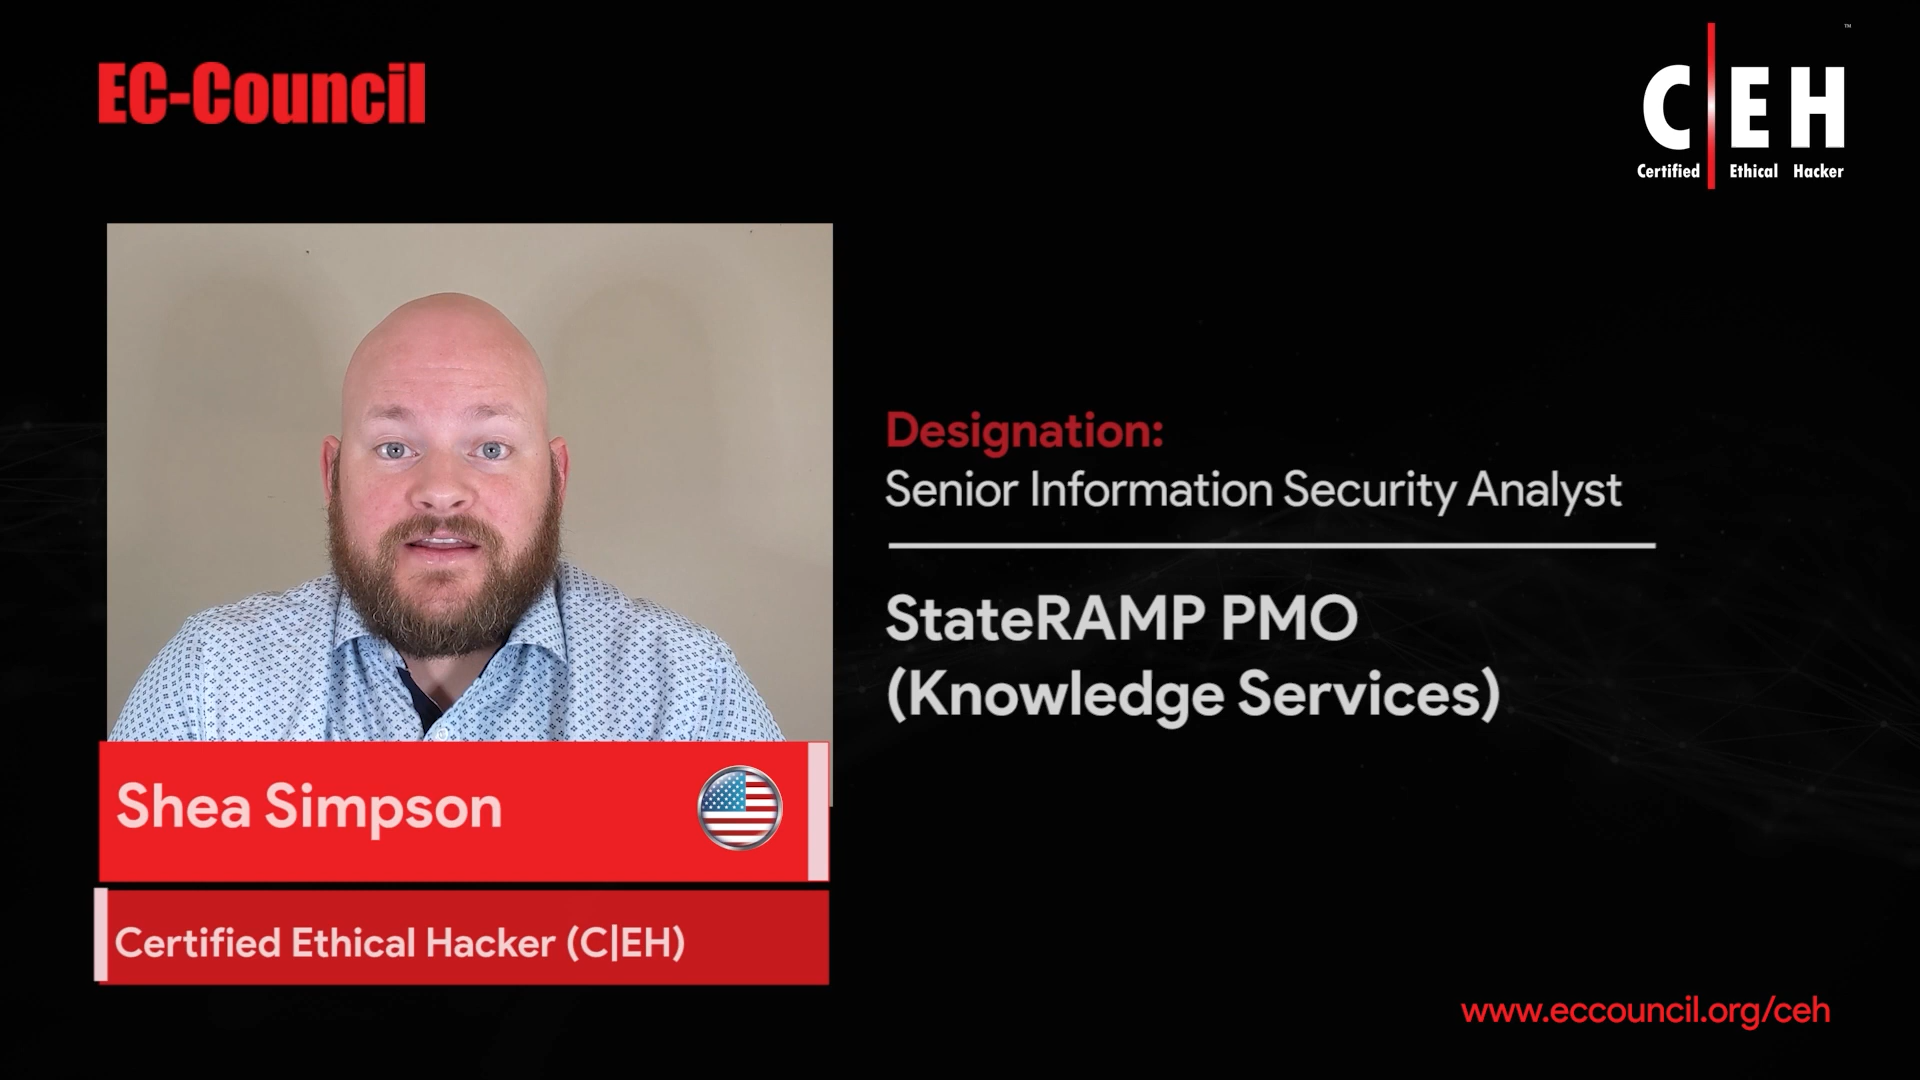 EC-Council
C|EH
™
Certified Ethical Hacker
Designation:
Senior Information Security Analyst
StateRAMP PMO
(Knowledge Services)
Shea Simpson
Certified Ethical Hacker (C|EH)
www.eccouncil.org/ceh